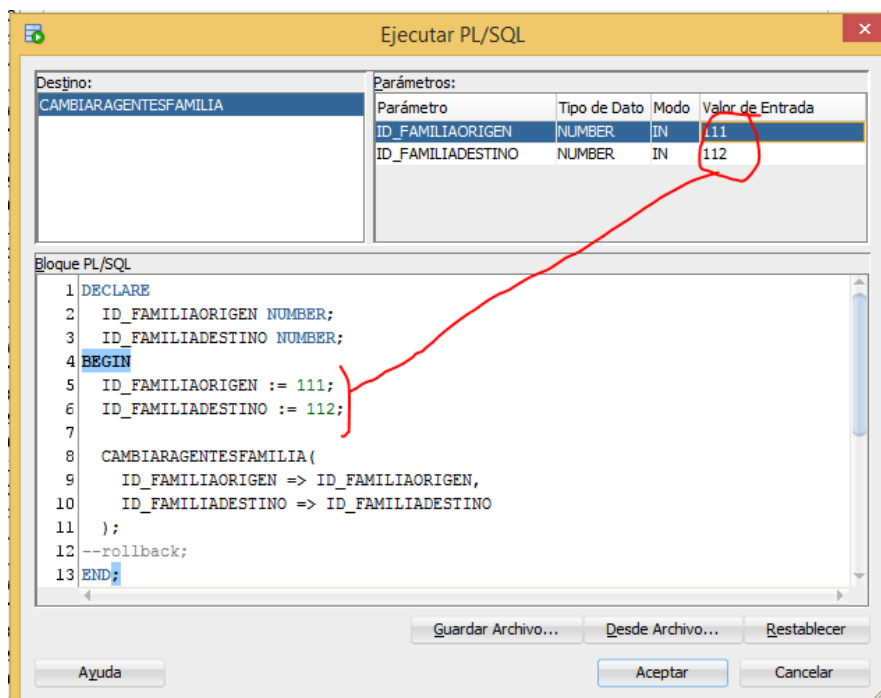 Ejecutar PL/SQL
Destino:
CAMBIARAGENTESFAMILIA
Parámetros:
Parámetro Tipo de Dato Modo Valor de Entrada
ID_FAMILIAORIGEN NUMBER IN 111
ID_FAMILIADESTINO NUMBER IN 112
Bloque PL/SQL
1 DECLARE
2 ID_FAMILIAORIGEN NUMBER;
3 ID_FAMILIADESTINO NUMBER;
4 BEGIN
5 ID_FAMILIAORIGEN := 111;
6 ID_FAMILIADESTINO := 112;
7
8 CAMBIARAGENTESFAMILIA(
9 ID_FAMILIAORIGEN => ID_FAMILIAORIGEN,
10 ID_FAMILIADESTINO => ID_FAMILIADESTINO
11 );
12 --rollback;
13 END;
Guardar Archivo... Desde Archivo... Restablecer
Ayuda Aceptar Cancelar